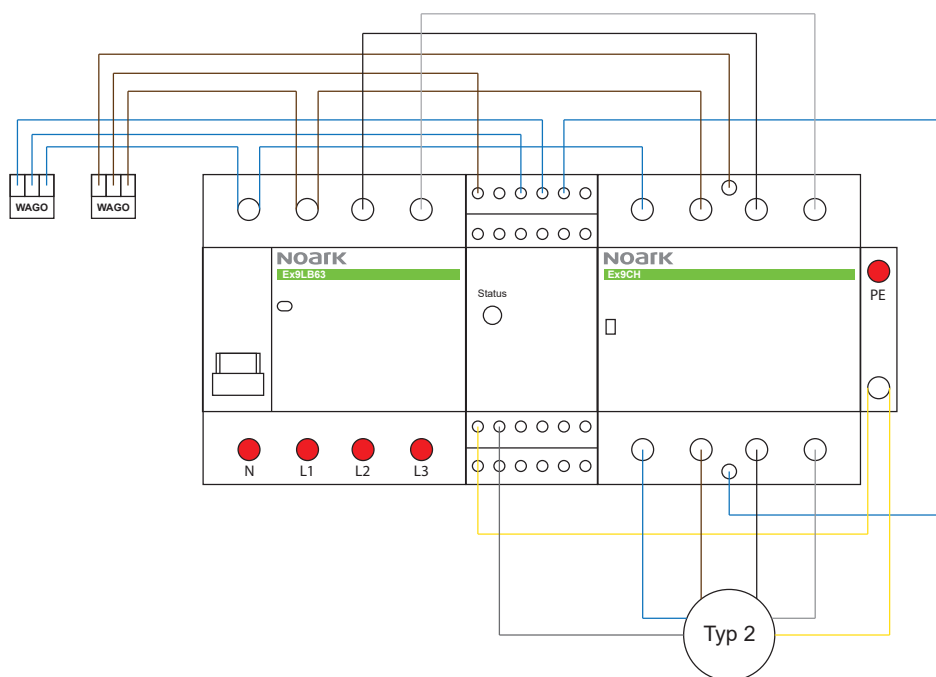 WAGO
WAGO
NOARK
Ex9LB63
NOARK
Ex9CH
Status
PE
N
L1
L2
L3
Typ 2